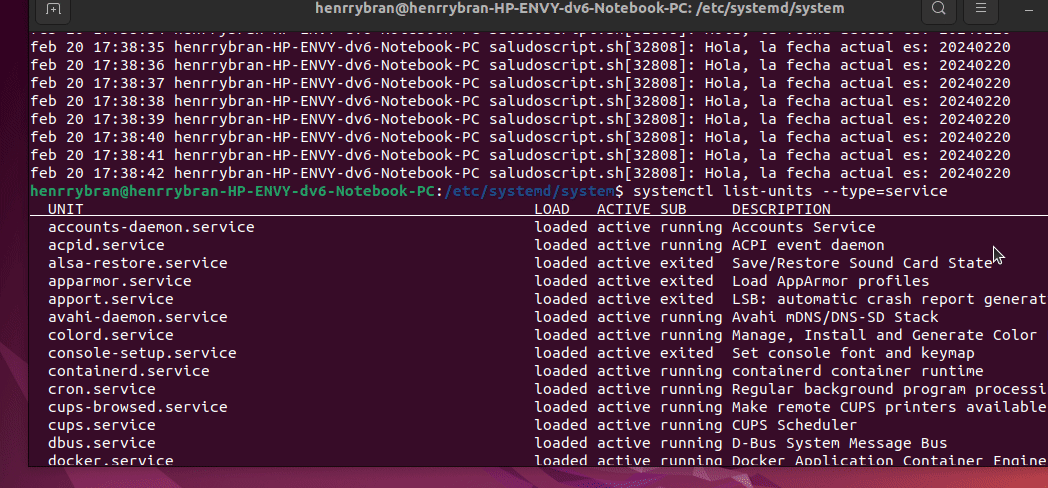 henrrybran@henrrybran-HP-ENVY-dv6-Notebook-PC: /etc/systemd/system
feb 20 17:38:35 henrrybran-HP-ENVY-dv6-Notebook-PC saludoscript.sh[32808]: Hola, la fecha actual es: 20240220
feb 20 17:38:36 henrrybran-HP-ENVY-dv6-Notebook-PC saludoscript.sh[32808]: Hola, la fecha actual es: 20240220
feb 20 17:38:37 henrrybran-HP-ENVY-dv6-Notebook-PC saludoscript.sh[32808]: Hola, la fecha actual es: 20240220
feb 20 17:38:38 henrrybran-HP-ENVY-dv6-Notebook-PC saludoscript.sh[32808]: Hola, la fecha actual es: 20240220
feb 20 17:38:39 henrrybran-HP-ENVY-dv6-Notebook-PC saludoscript.sh[32808]: Hola, la fecha actual es: 20240220
feb 20 17:38:40 henrrybran-HP-ENVY-dv6-Notebook-PC saludoscript.sh[32808]: Hola, la fecha actual es: 20240220
feb 20 17:38:41 henrrybran-HP-ENVY-dv6-Notebook-PC saludoscript.sh[32808]: Hola, la fecha actual es: 20240220
feb 20 17:38:42 henrrybran-HP-ENVY-dv6-Notebook-PC saludoscript.sh[32808]: Hola, la fecha actual es: 20240220
henrrybran@henrrybran-HP-ENVY-dv6-Notebook-PC:/etc/systemd/system$ systemctl list-units --type=service
UNIT LOAD ACTIVE SUB DESCRIPTION
accounts-daemon.service loaded active running Accounts Service
acpid.service loaded active running ACPI event daemon
alsa-restore.service loaded active exited Save/Restore Sound Card State
apparmor.service loaded active exited Load AppArmor profiles
apport.service loaded active exited LSB: automatic crash report generat
avahi-daemon.service loaded active running Avahi mDNS/DNS-SD Stack
colord.service loaded active running Manage, Install and Generate Color
console-setup.service loaded active exited Set console font and keymap
containerd.service loaded active running containerd container runtime
cron.service loaded active running Regular background program processi
cups-browsed.service loaded active running Make remote CUPS printers available
cups.service loaded active running CUPS Scheduler
dbus.service loaded active running D-Bus System Message Bus
docker.service loaded active running Docker Application Container Engine